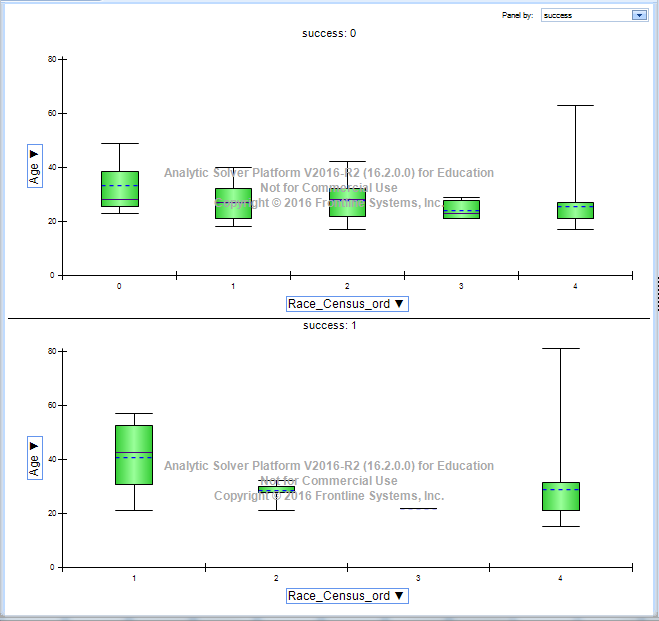 Panel by: success
success: 0
80
60
40
20
0
Age ▼
Analytic Solver Platform V2016-R2 (16.2.0.0) for Education
Not for Commercial Use
Copyright © 2016 Frontline Systems, Inc.
0 1 2 3 4
Race_Census_ord ▼
success: 1
80
60
40
20
0
Age ▼
Analytic Solver Platform V2016-R2 (16.2.0.0) for Education
Not for Commercial Use
Copyright © 2016 Frontline Systems, Inc.
1 2 3 4
Race_Census_ord ▼